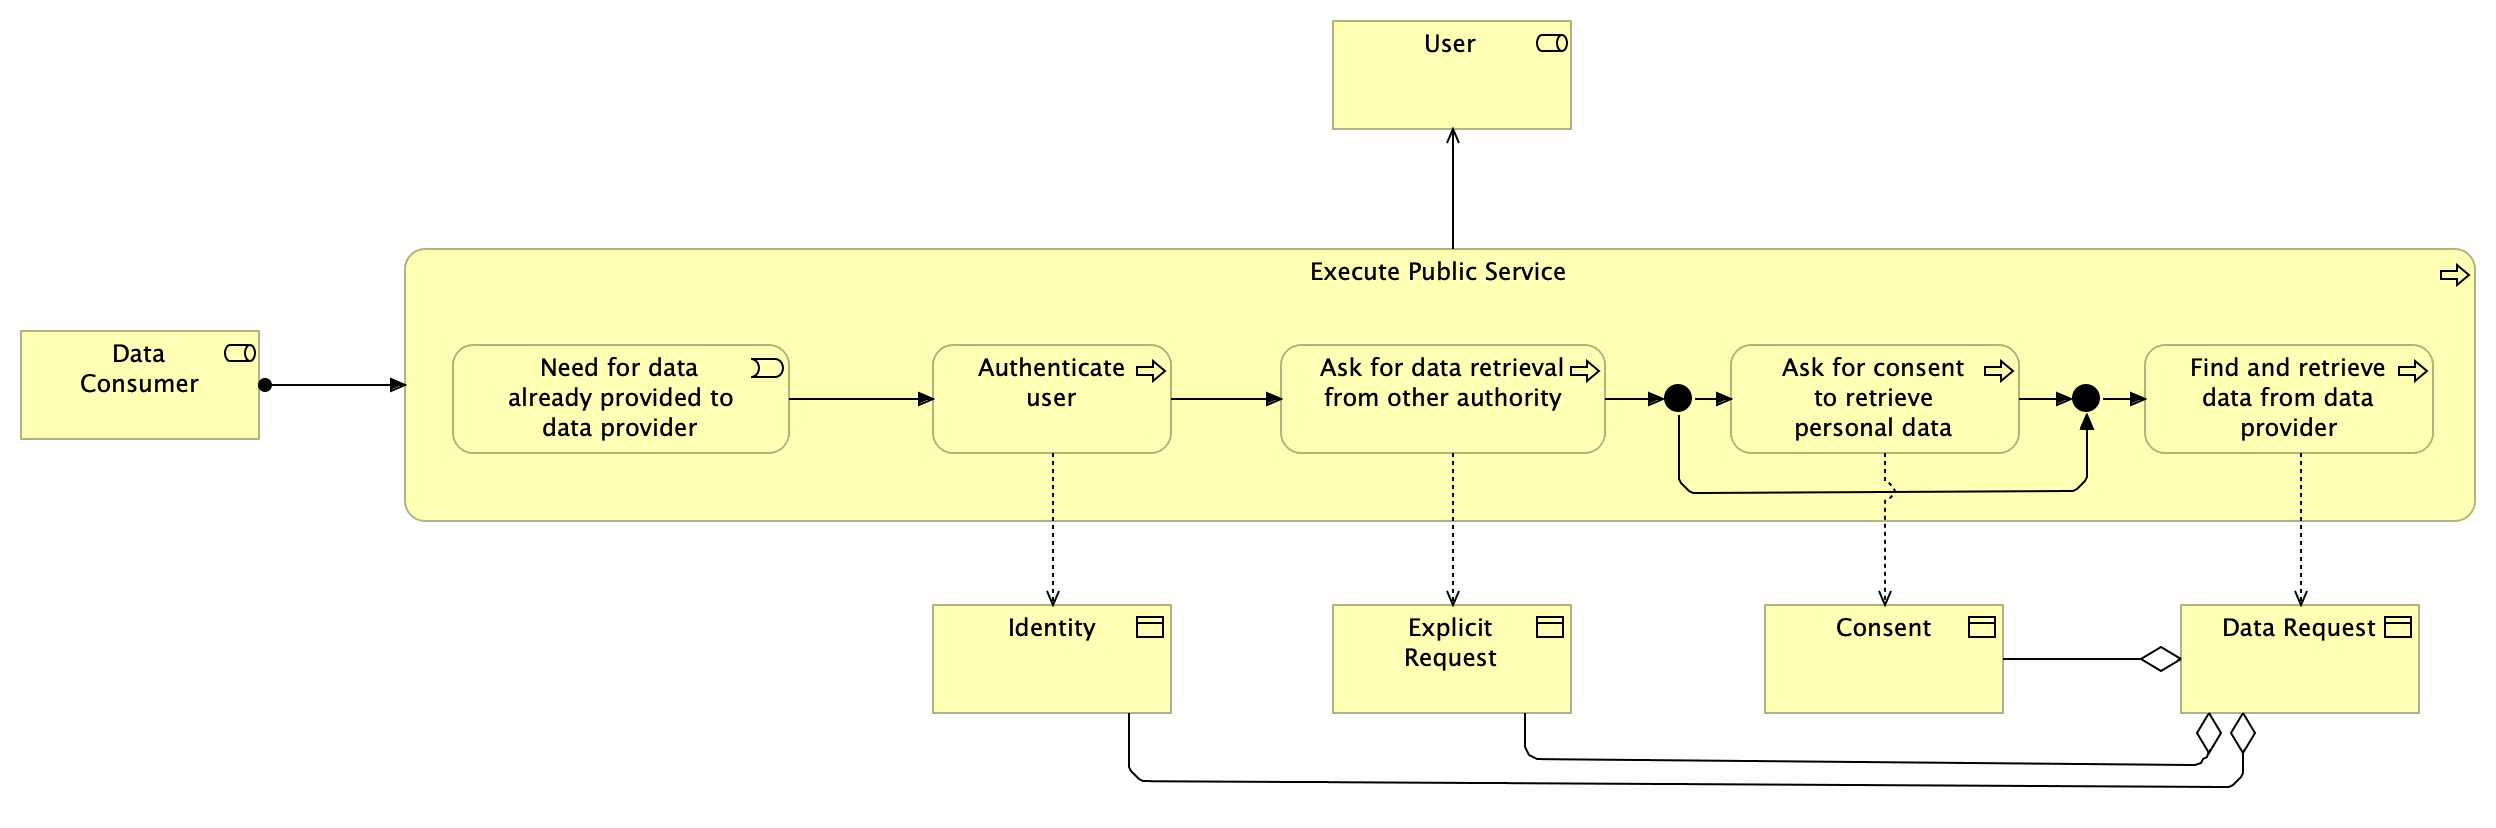 User
Execute Public Service
Data
Consumer
Need for data
already provided to
data provider
Authenticate
user
Ask for data retrieval
from other authority
Ask for consent
to retrieve
personal data
Find and retrieve
data from data
provider
Identity
Explicit
Request
Consent
Data Request